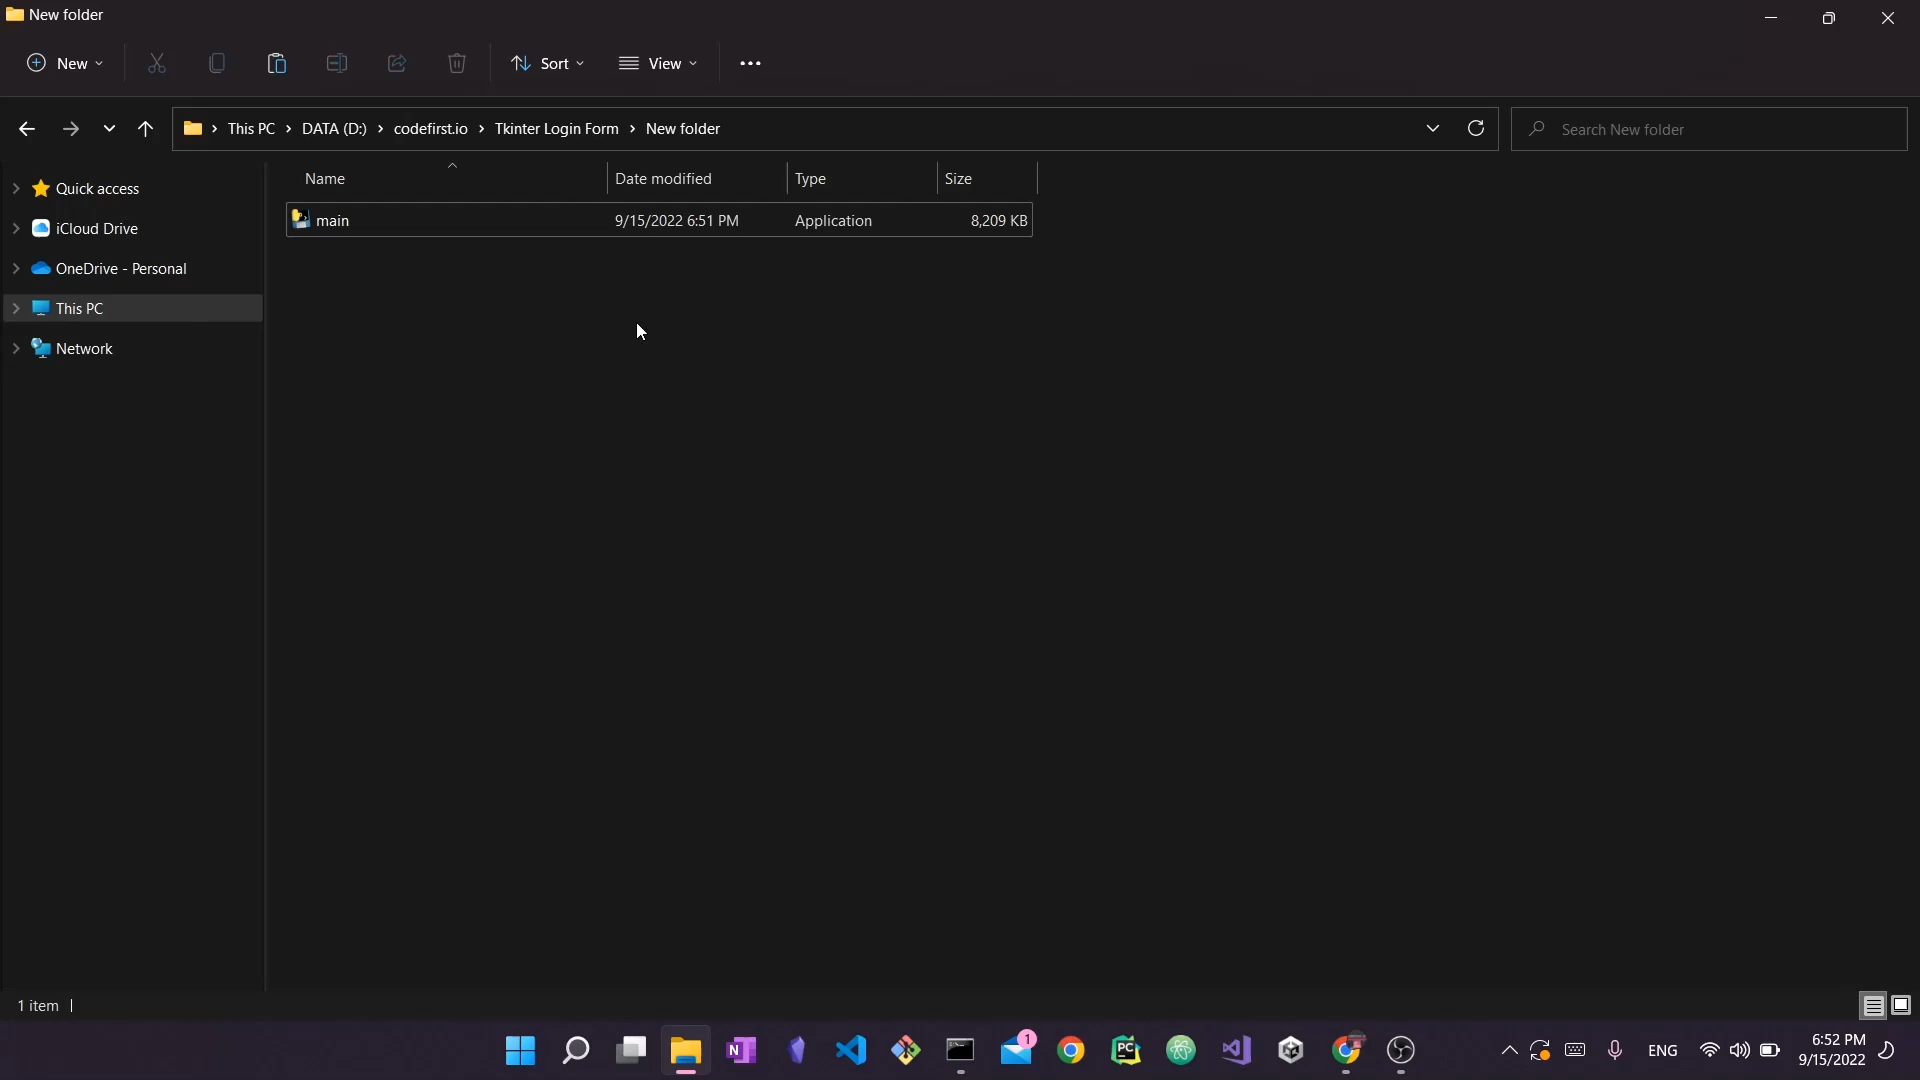 New folder
New
Sort
View
This PC
DATA (D:)
codefirst.io
Tkinter Login Form
New folder
Search New folder
Quick access
iCloud Drive
OneDrive - Personal
This PC
Network
Name
Date modified
Type
Size
main
9/15/2022 6:51 PM
Application
8,209 KB
1 item
N
1
PC
ENG
6:52 PM
9/15/2022